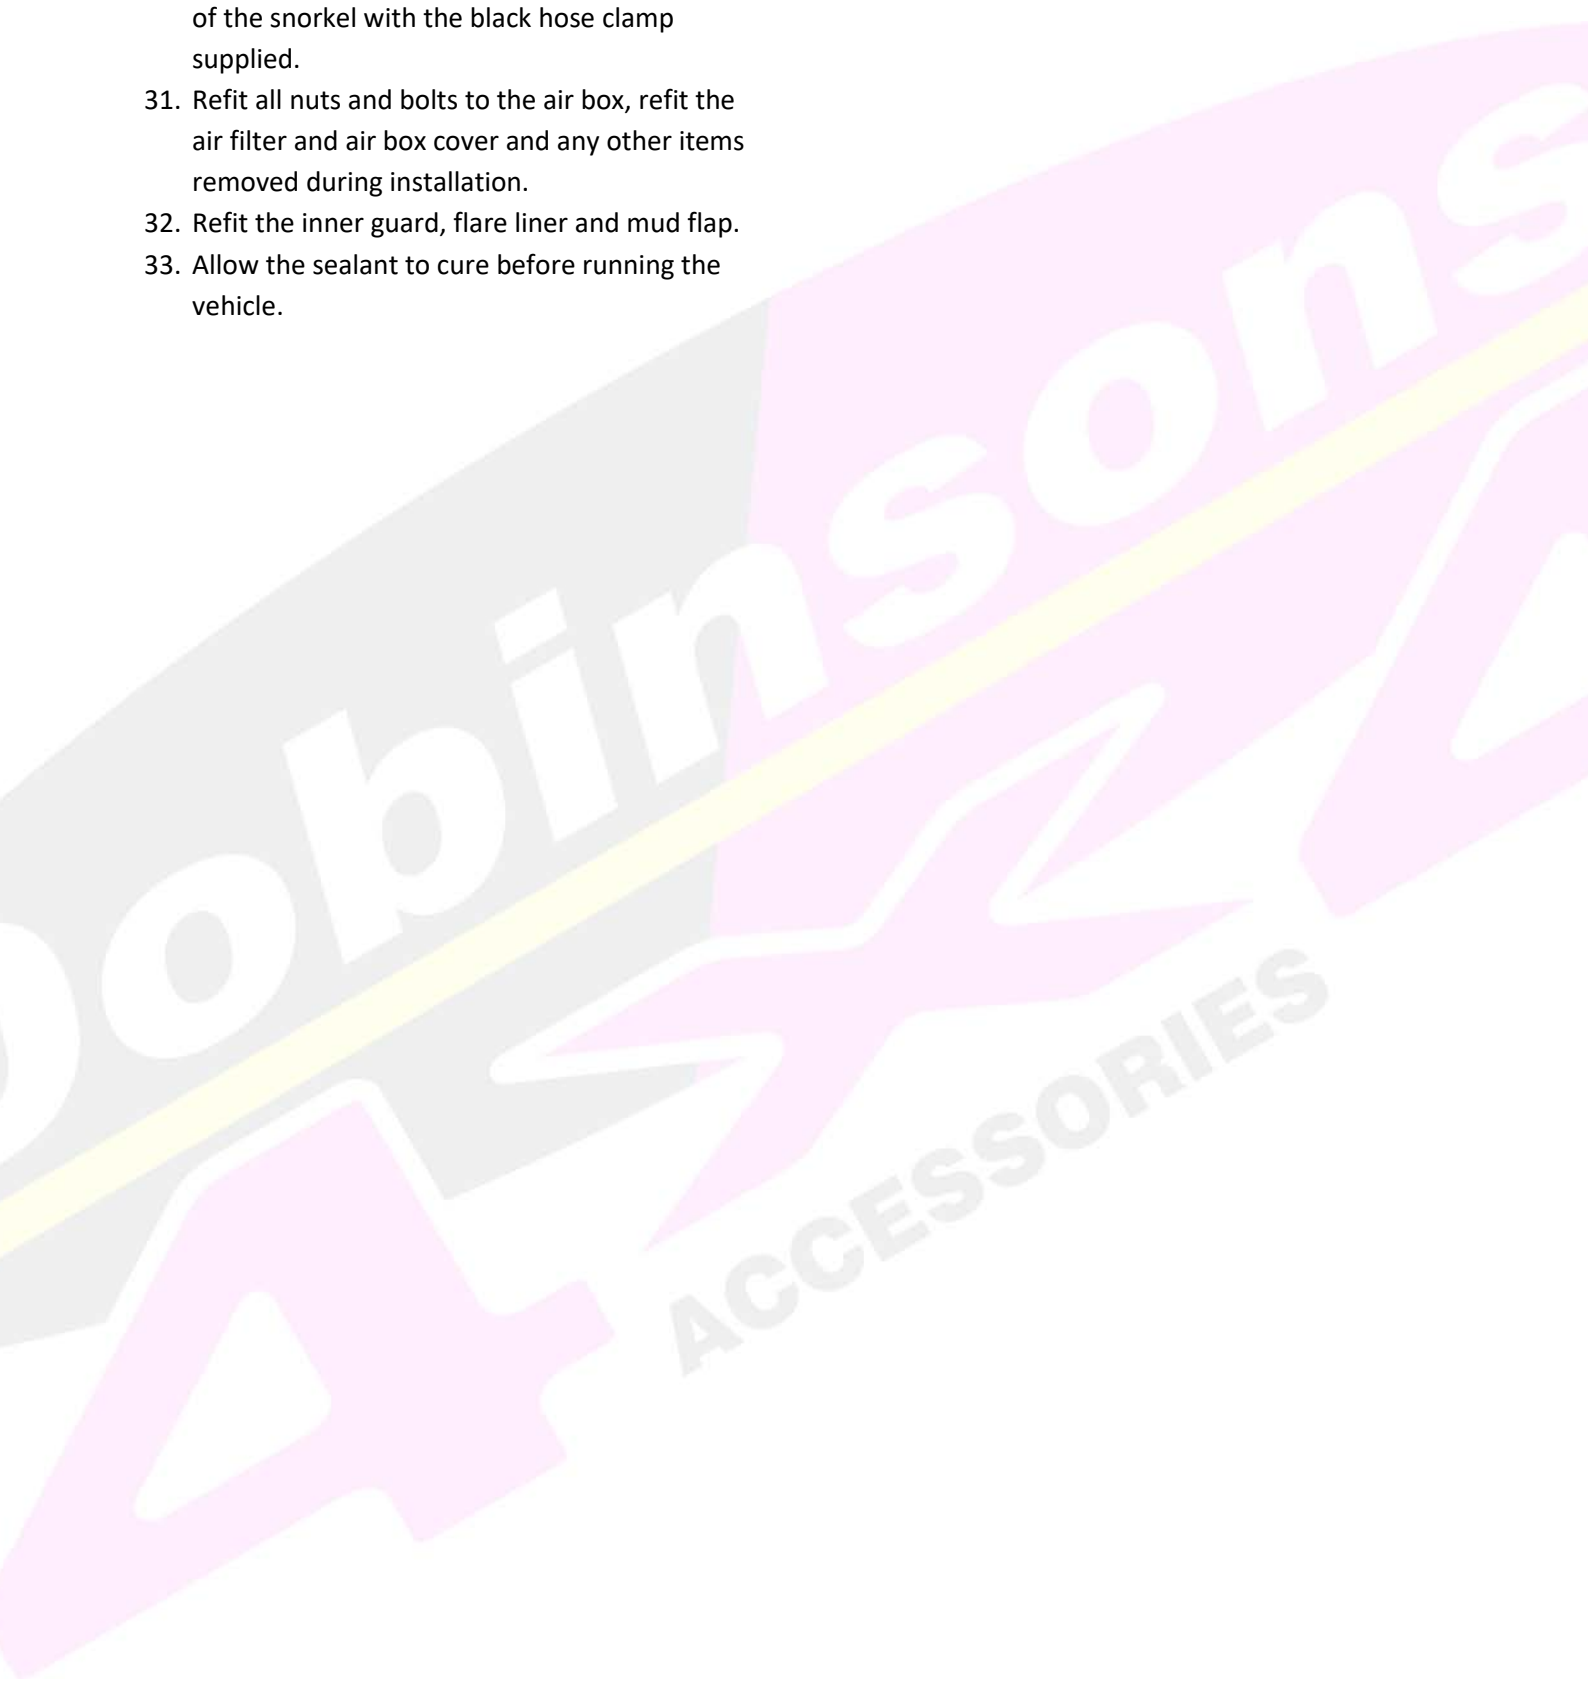 of the snorkel with the black hose clamp
supplied.
31. Refit all nuts and bolts to the air box, refit the
air filter and air box cover and any other items
removed during installation.
32. Refit the inner guard, flare liner and mud flap.
33. Allow the sealant to cure before running the
vehicle.
Dobinsons
4X4
ACCESSORIES